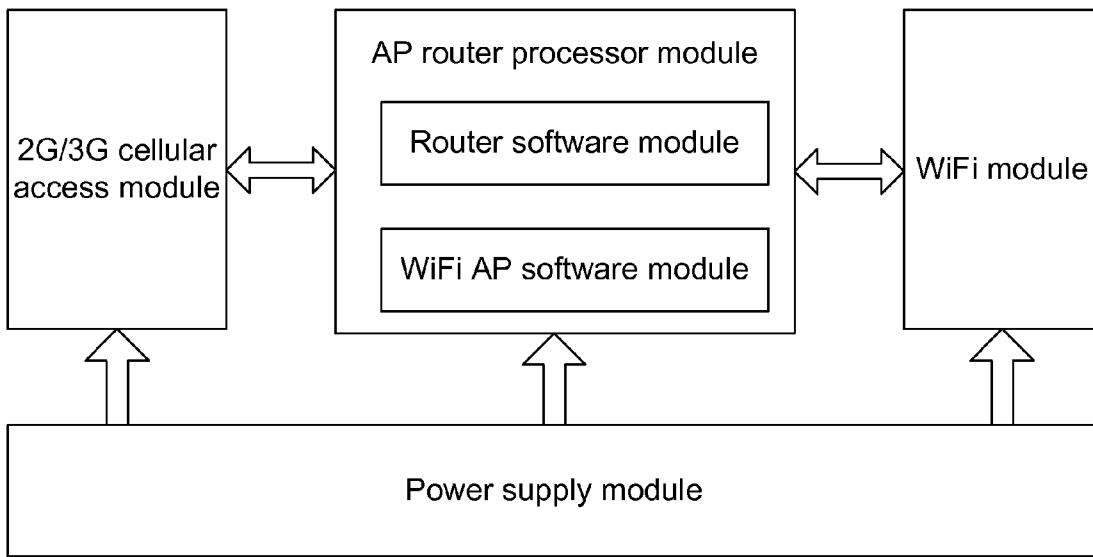 AP router processor module
Router software module
2G/3G cellular
access module
WiFi module
WiFi AP software module
Power supply module